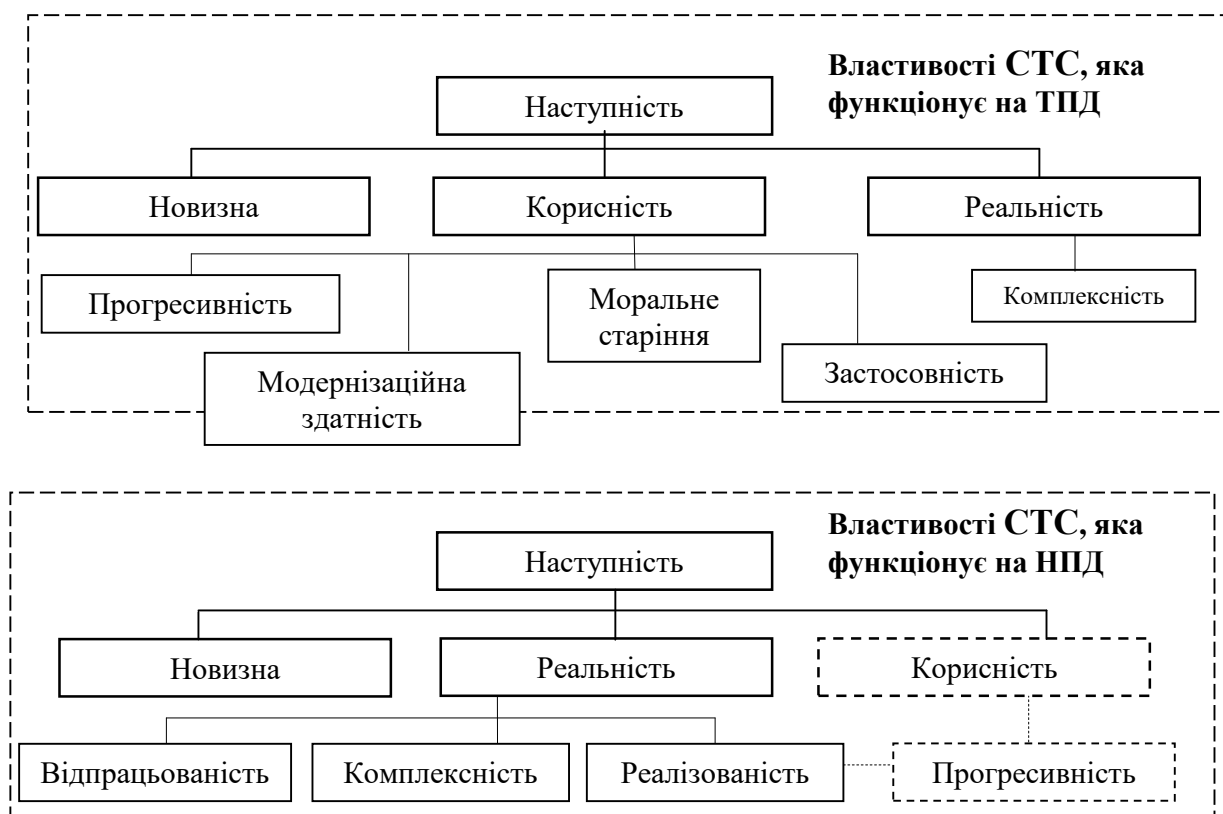 Властивості СТС, яка
функціонує на ТПД
Наступність
Новизна
Корисність
Реальність
Прогресивність
Моральне
старіння
Комплексність
Модернізаційна
здатність
Застосовність
Властивості СТС, яка
функціонує на НПД
Наступність
Новизна
Реальність
Корисність
Відпрацьованість
Комплексність
Реалізованість
Прогресивність